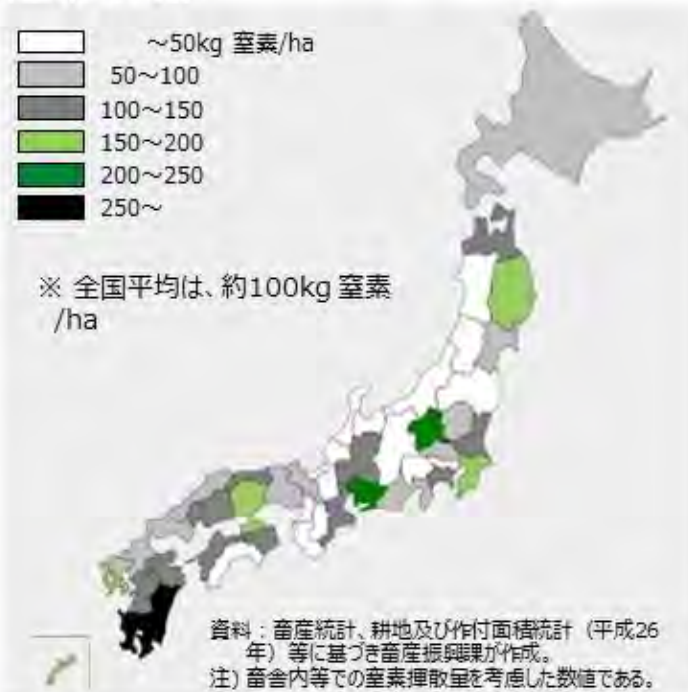 ～50kg 窒素/ha
50～100
100～150
150～200
200～250
250～
※ 全国平均は、約100kg 窒素
/ha
資料：畜産統計、耕地及び作付面積統計（平成26
年）等に基づき畜産振興課が作成。
注）畜舎内等での窒素揮散量を考慮した数値である。